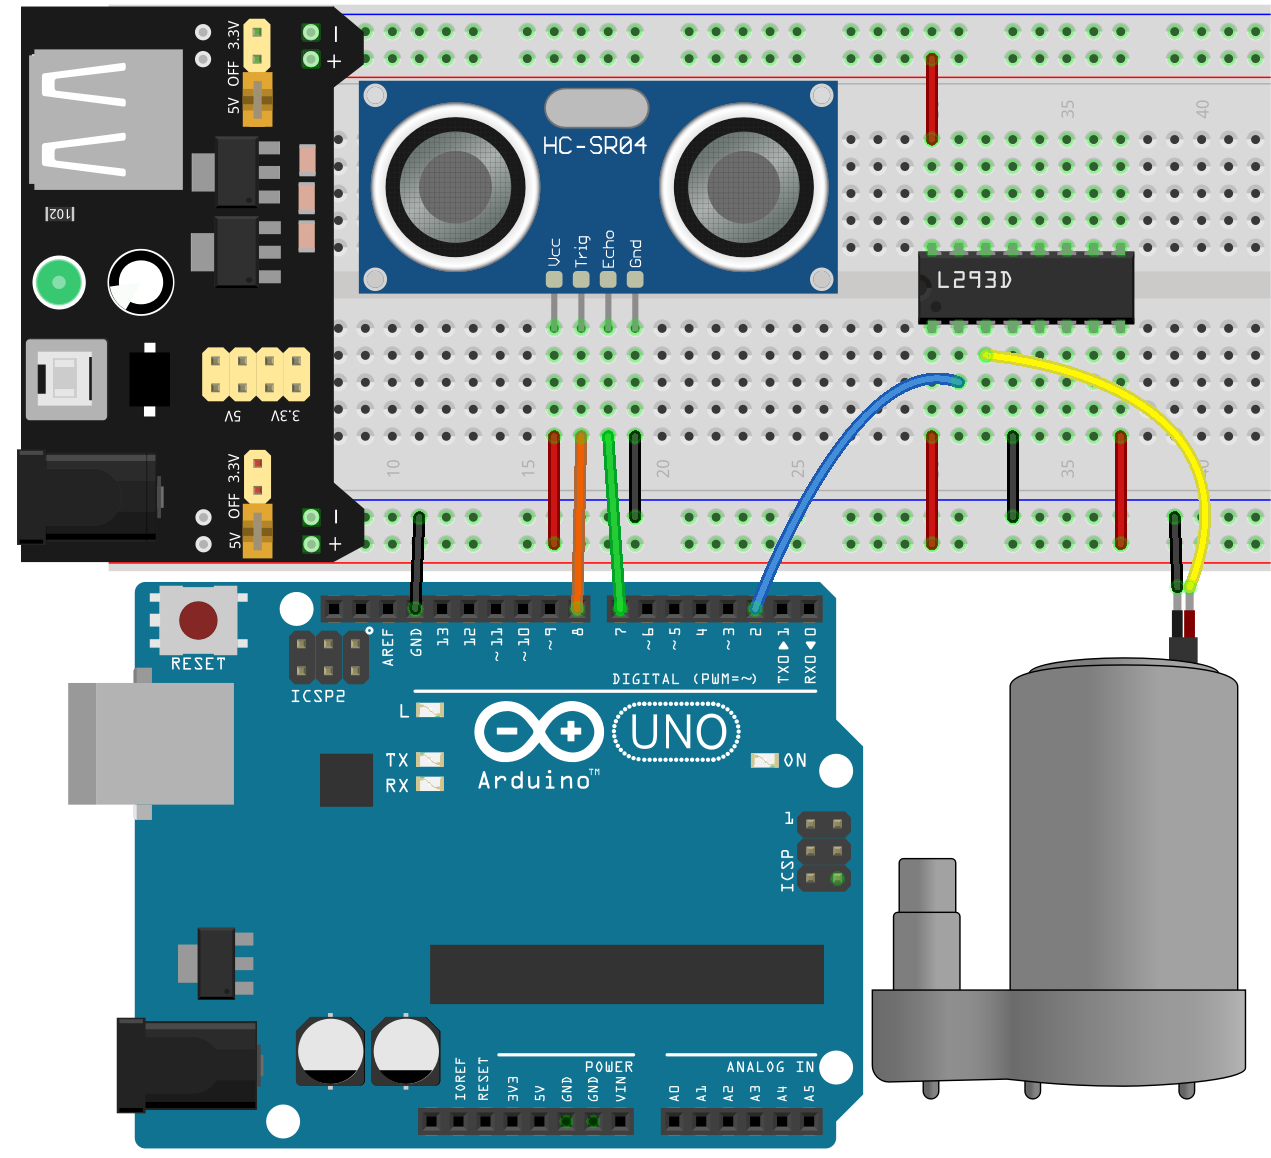 3.3V
OFF
5V
-
+
102
5V
3.3V
3.3V
OFF
5V
-
+
HC-SR04
Vcc
Trig
Echo
Gnd
L293D
35
40
10
15
20
25
35
40
RESET
ICSP2
AREF
GND
13
12
~11
~10
~9
8
7
~6
~5
4
~3
2
TX0▶1
RX0◀0
DIGITAL (PWM=~)
L
TX
RX
Arduino™
UNO
ON
1
ICSP
POWER
ANALOG IN
IOREF
RESET
3V3
5V
GND
GND
VIN
A0
A1
A2
A3
A4
A5